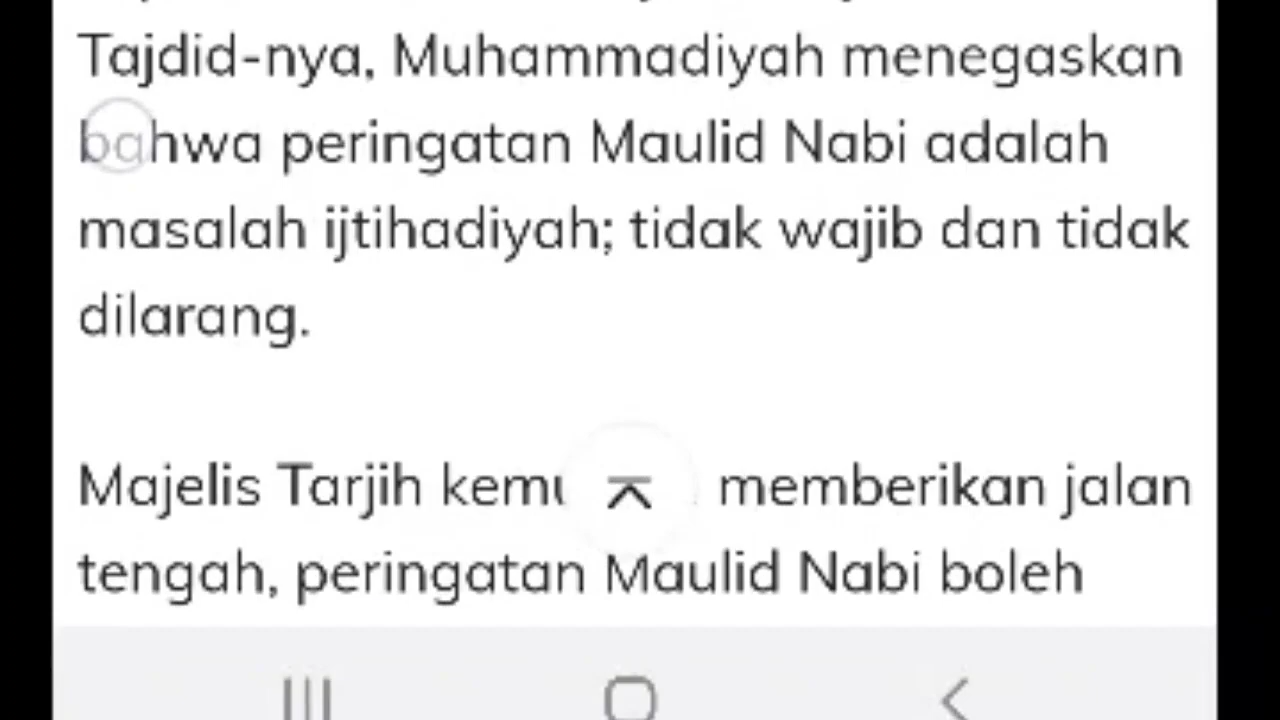 Tajdid-nya, Muhammadiyah menegaskan
bahwa peringatan Maulid Nabi adalah
masalah ijtihadiyah; tidak wajib dan tidak
dilarang.
Majelis Tarjih memberikan jalan
tengah, peringatan Maulid Nabi boleh